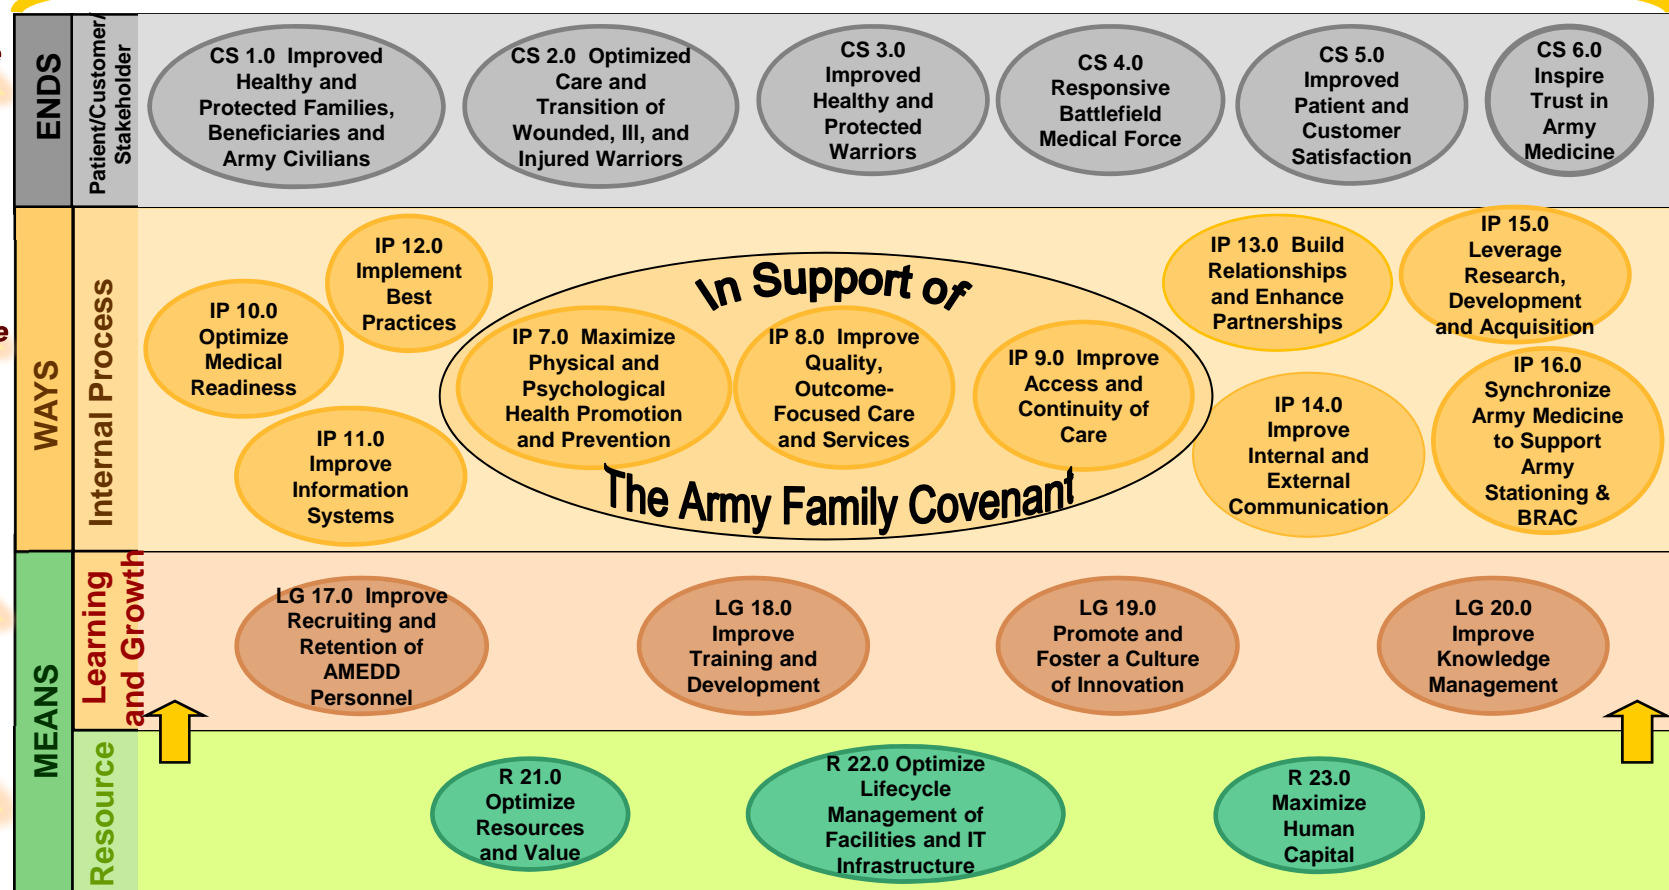 ENDS
Patient/Customer/
Stakeholder
CS 1.0 Improved
Healthy and
Protected Families,
Beneficiaries and
Army Civilians
CS 2.0 Optimized
Care and
Transition of
Wounded, Ill, and
Injured Warriors
CS 3.0
Improved
Healthy and
Protected
Warriors
CS 4.0
Responsive
Battlefield
Medical Force
CS 5.0
Improved
Patient and
Customer
Satisfaction
CS 6.0
Inspire
Trust in
Army
Medicine
WAYS
Internal Process
IP 10.0
Optimize
Medical
Readiness
IP 12.0
Implement
Best
Practices
IP 11.0
Improve
Information
Systems
In Support of
IP 7.0 Maximize
Physical and
Psychological
Health Promotion
and Prevention
IP 8.0 Improve
Quality,
Outcome-
Focused Care
and Services
IP 9.0 Improve
Access and
Continuity of
Care
The Army Family Covenant
IP 13.0 Build
Relationships
and Enhance
Partnerships
IP 15.0
Leverage
Research,
Development
and Acquisition
IP 14.0
Improve
Internal and
External
Communication
IP 16.0
Synchronize
Army Medicine
to Support
Army
Stationing &
BRAC
MEANS
Learning
and Growth
LG 17.0 Improve
Recruiting and
Retention of
AMEDD
Personnel
LG 18.0
Improve
Training and
Development
LG 19.0
Promote and
Foster a Culture
of Innovation
LG 20.0
Improve
Knowledge
Management
Resource
R 21.0
Optimize
Resources
and Value
R 22.0 Optimize
Lifecycle
Management of
Facilities and IT
Infrastructure
R 23.0
Maximize
Human
Capital